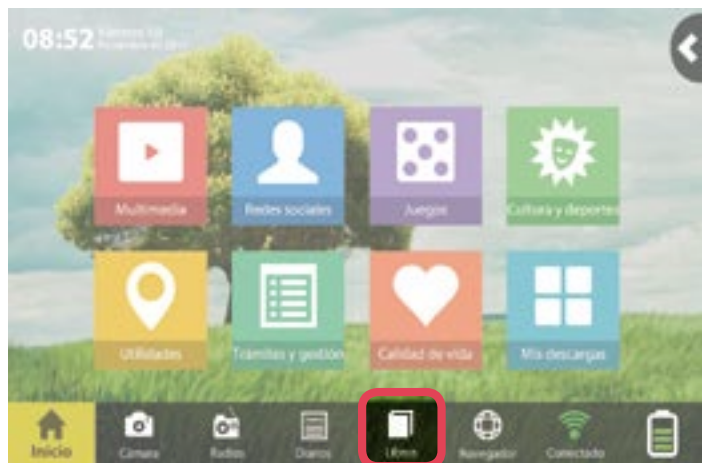 08:52
Multimedia
Redes sociales
Juegos
Cultura y deportes
Utilidades
Trámites y gestión
Calidad de vida
Mis descargas
Inicio
Cámara
Radios
Diarios
Libros
Navegador
Conectado